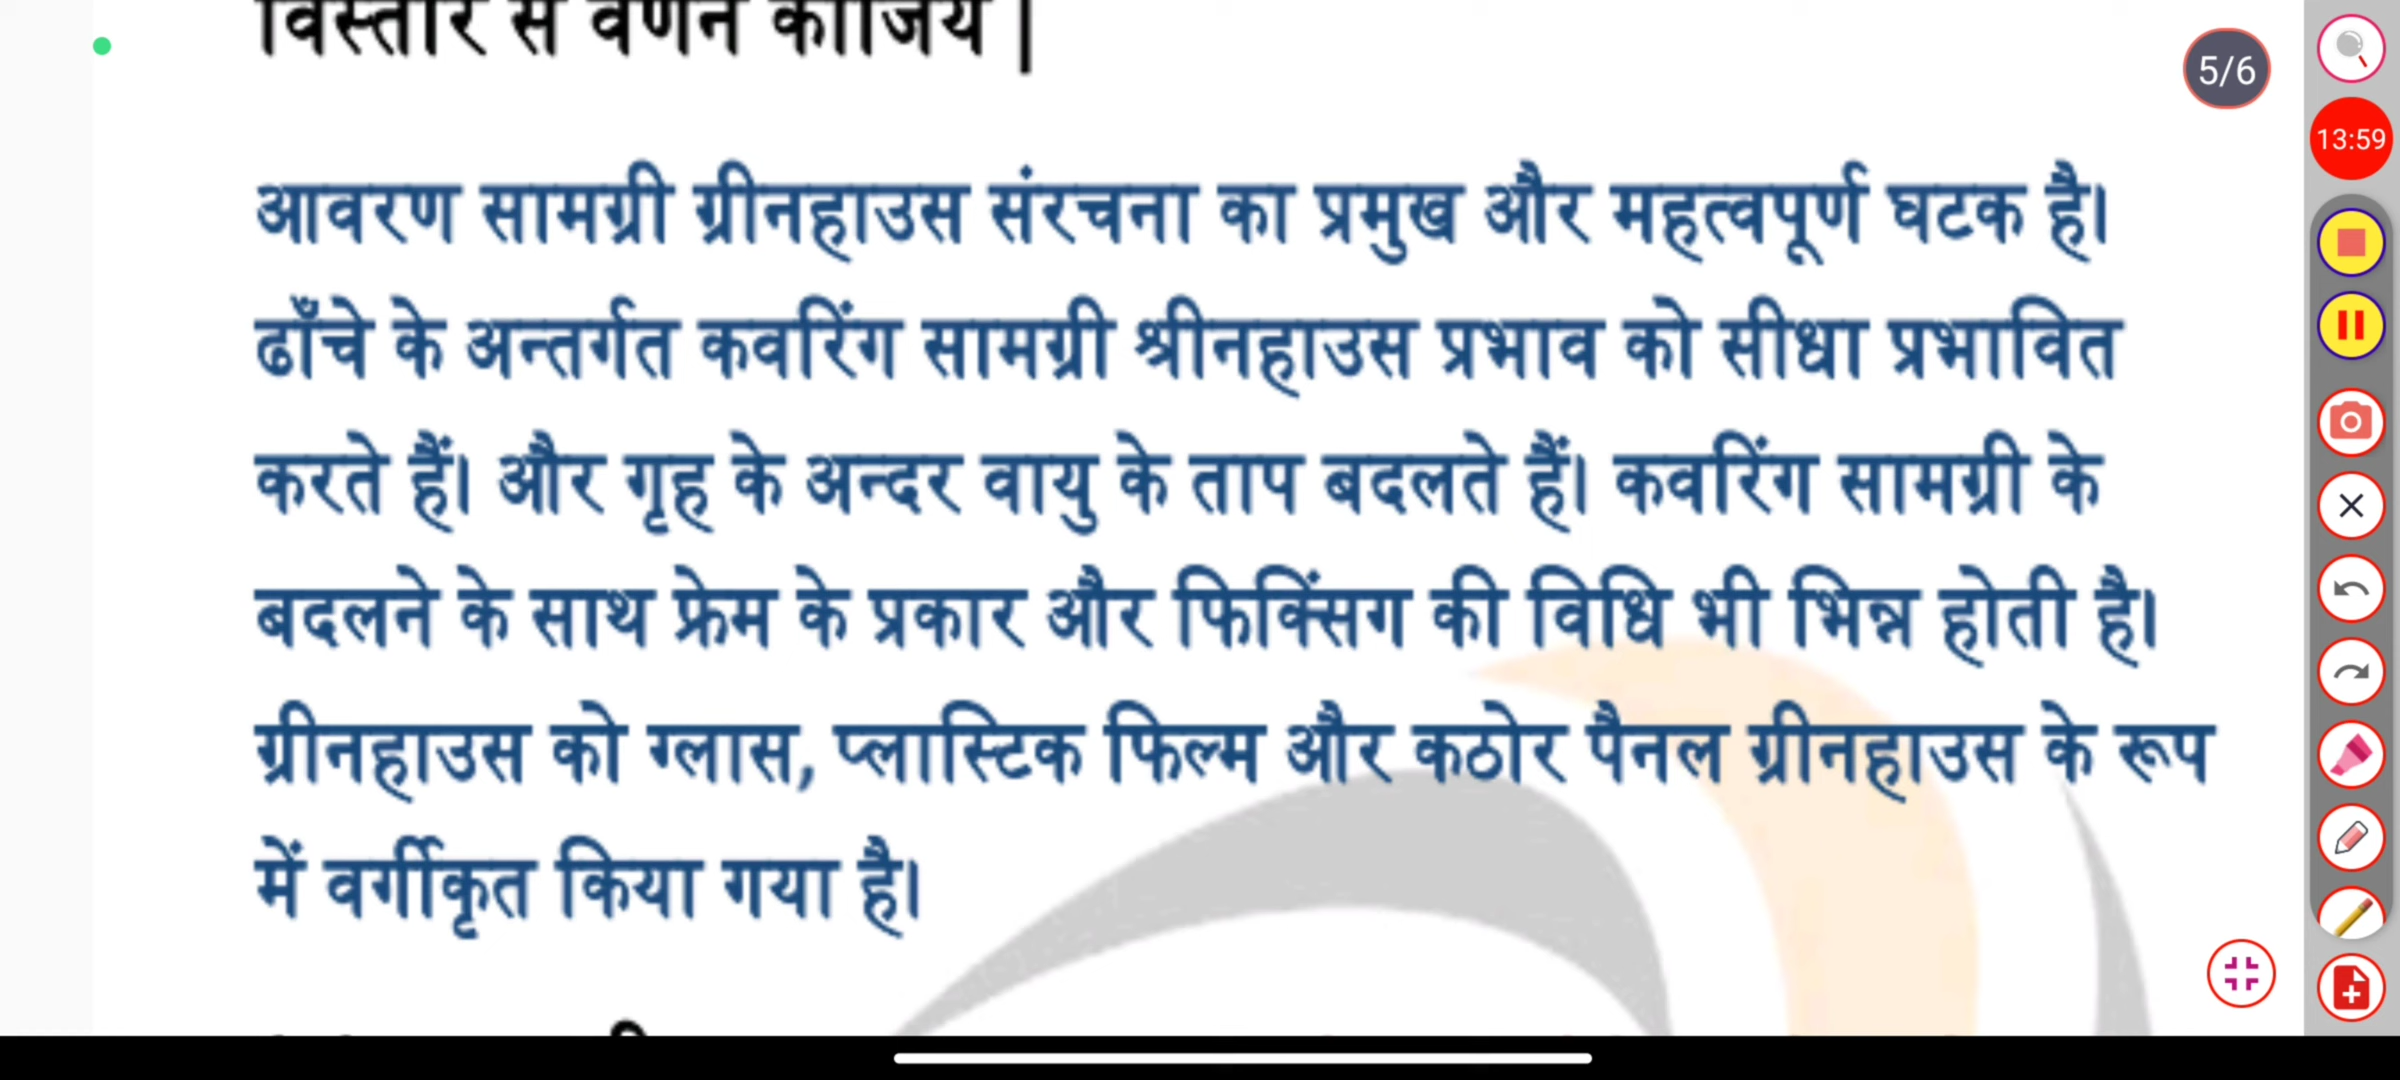 विस्तार से वर्णन कीजिये |
5/6
13:59
आवरण सामग्री ग्रीनहाउस संरचना का प्रमुख और महत्वपूर्ण घटक है।
ढाँचे के अन्तर्गत कवरिंग सामग्री श्रीनहाउस प्रभाव को सीधा प्रभावित
करते हैं। और गृह के अन्दर वायु के ताप बदलते हैं। कवरिंग सामग्री के
बदलने के साथ फ्रेम के प्रकार और फिक्सिंग की विधि भी भिन्न होती है।
ग्रीनहाउस को ग्लास, प्लास्टिक फिल्म और कठोर पैनल ग्रीनहाउस के रूप
में वर्गीकृत किया गया है।